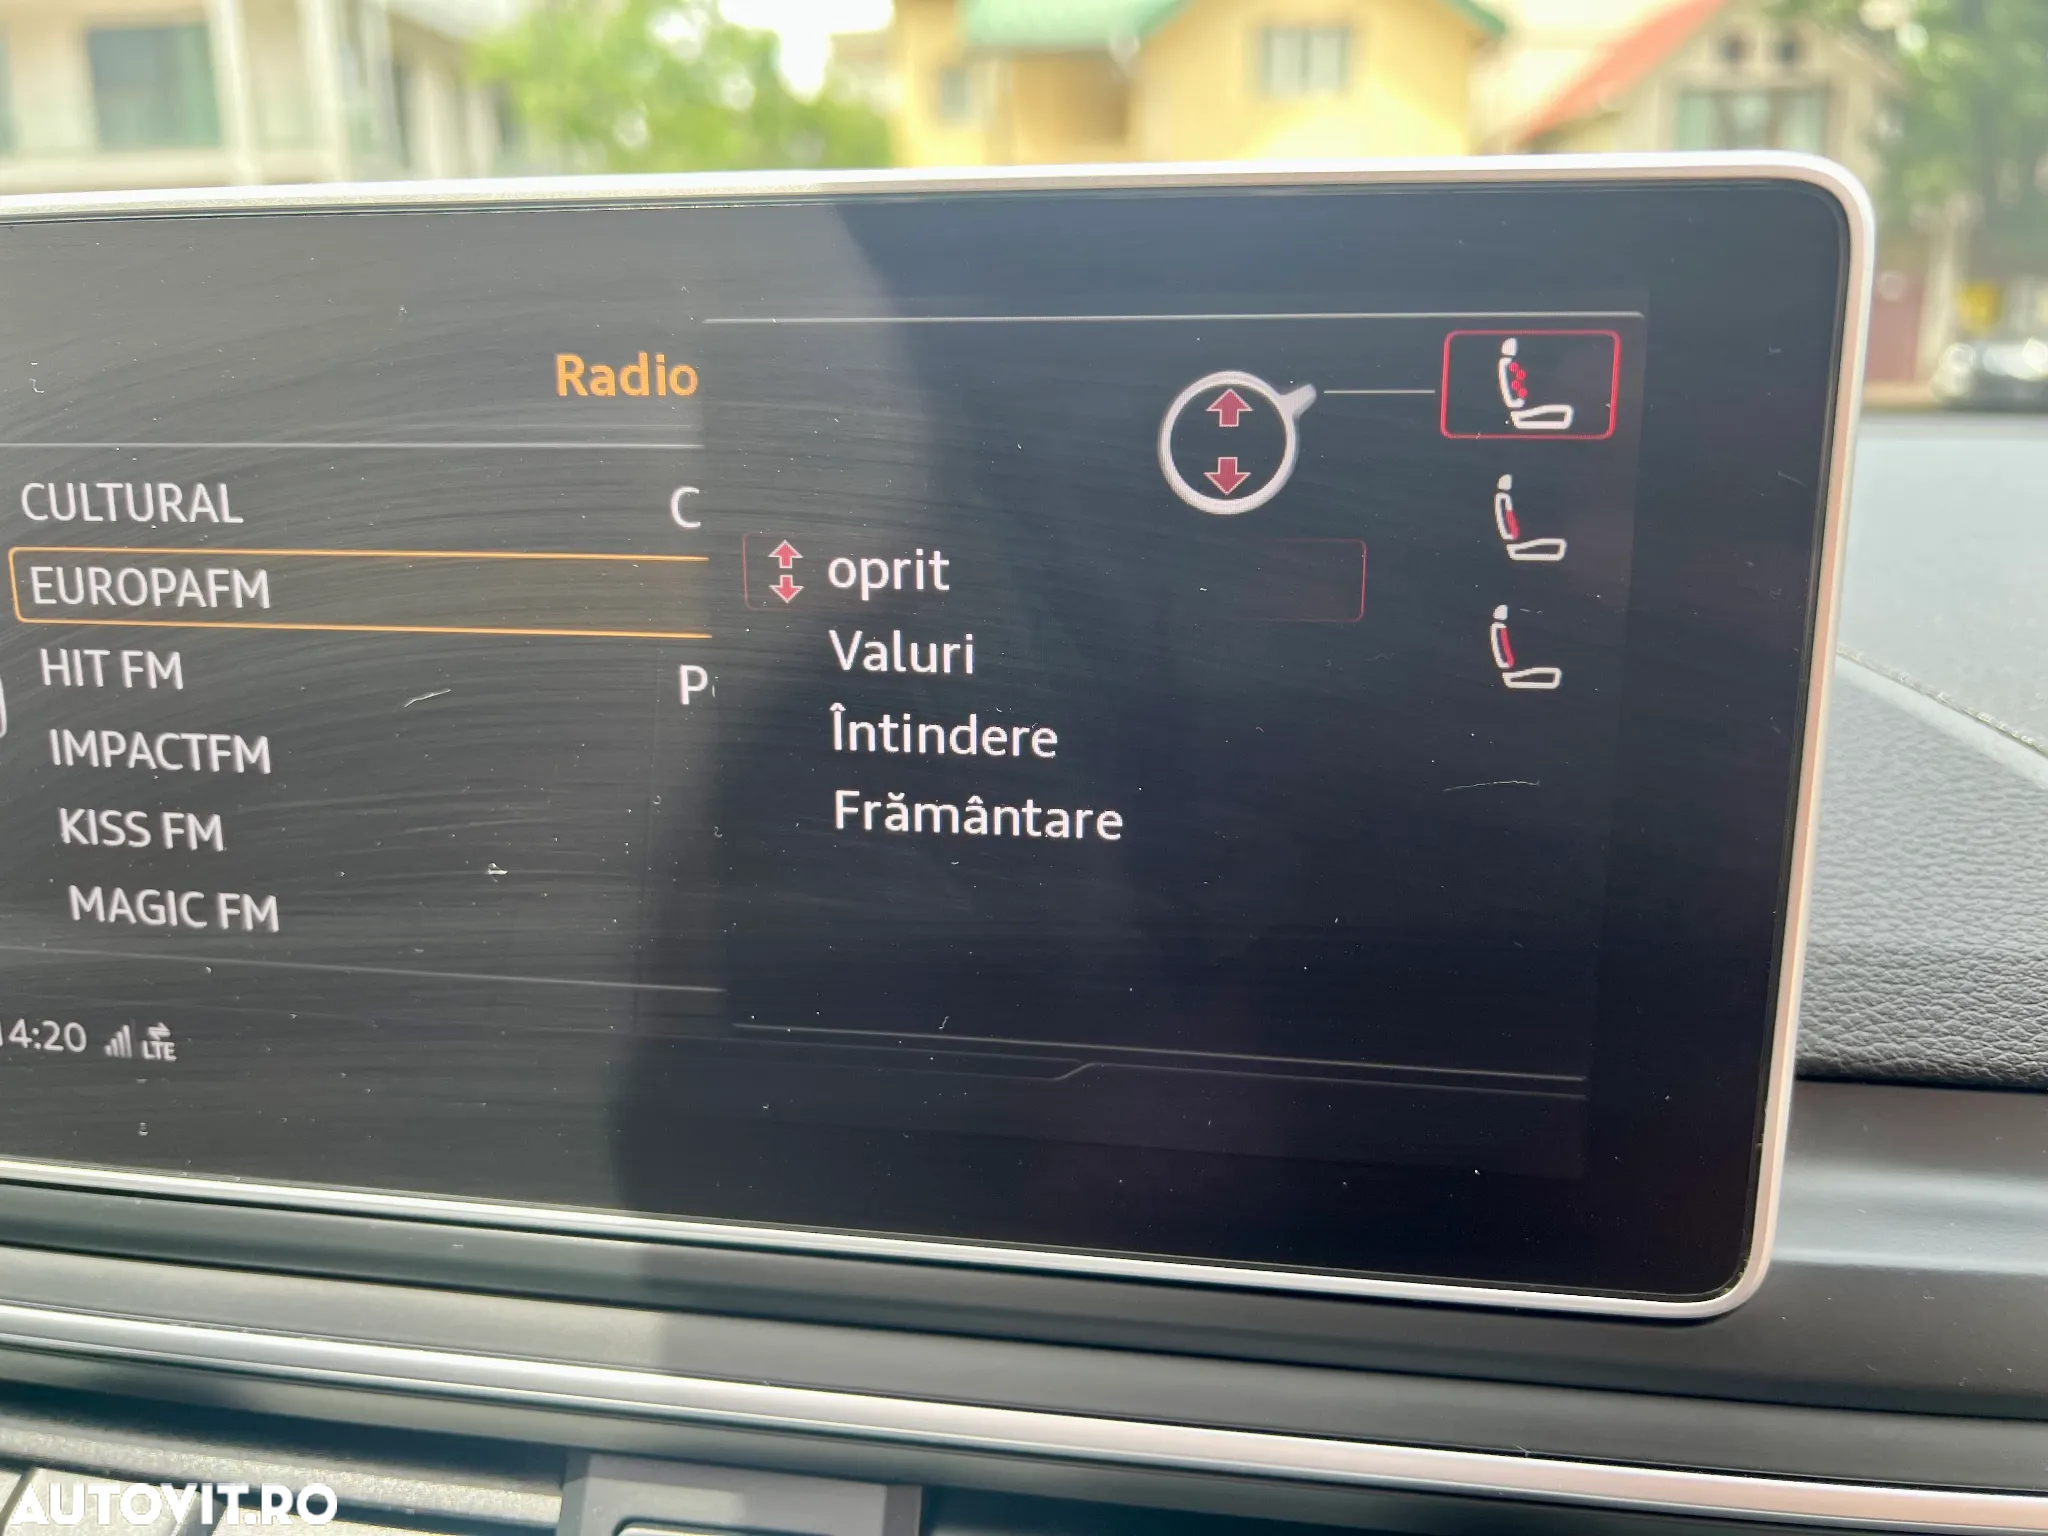 Radio
CULTURAL C
EUROPAFM
HIT FM
IMPACTFM
KISS FM
MAGIC FM
4:20 LTE
oprit
Valuri
Întindere
Frământare
AUTOVIT.RO